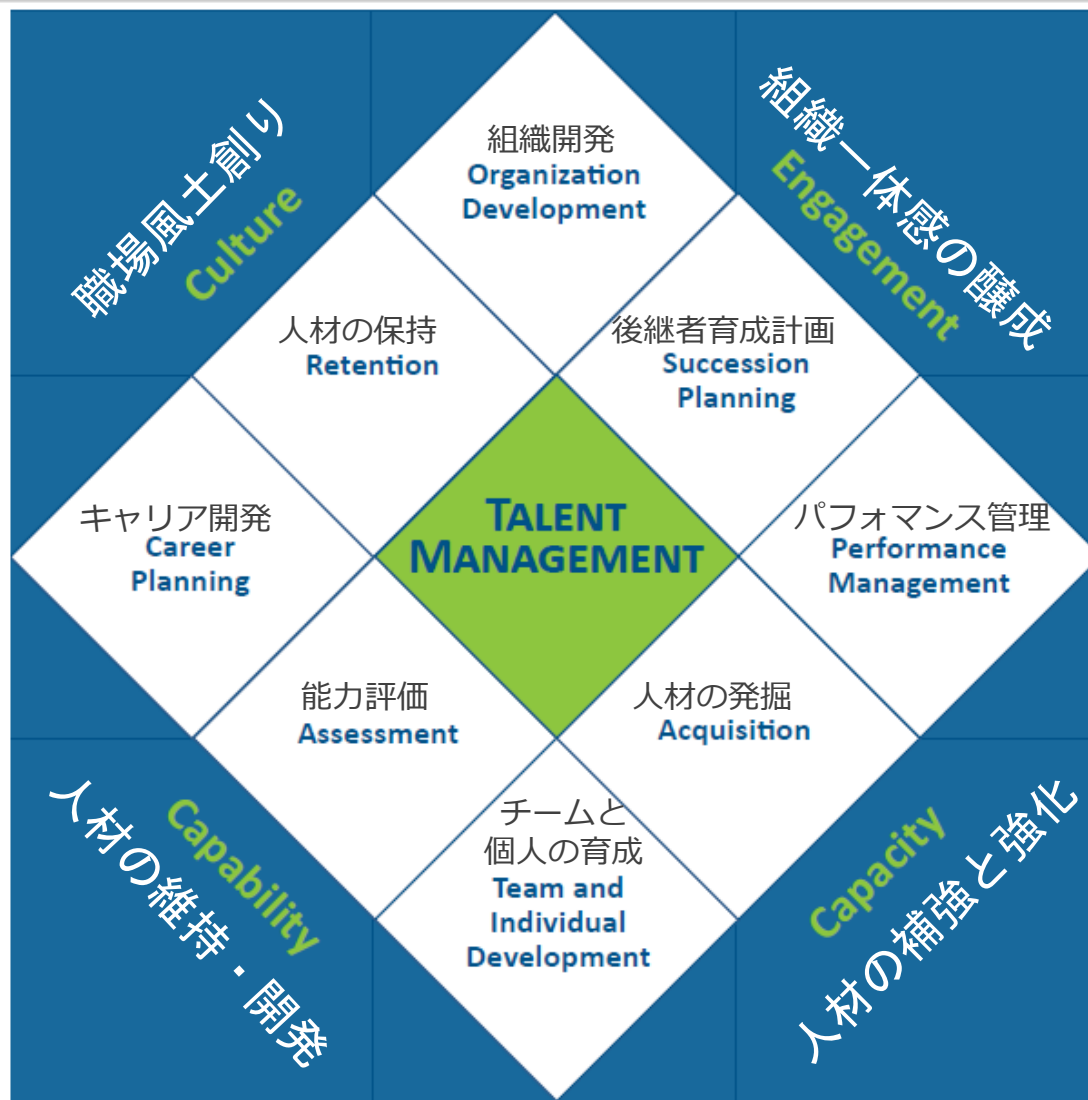 職場風土創り
Culture
組織一体感の醸成
Engagement
組織開発
Organization
Development
人材の保持
Retention
後継者育成計画
Succession
Planning
キャリア開発
Career
Planning
TALENT
MANAGEMENT
パフォマンス管理
Performance
Management
能力評価
Assessment
人材の発掘
Acquisition
チームと
個人の育成
Team and
Individual
Development
Capability
人材の維持・開発
Capacity
人材の補強と強化